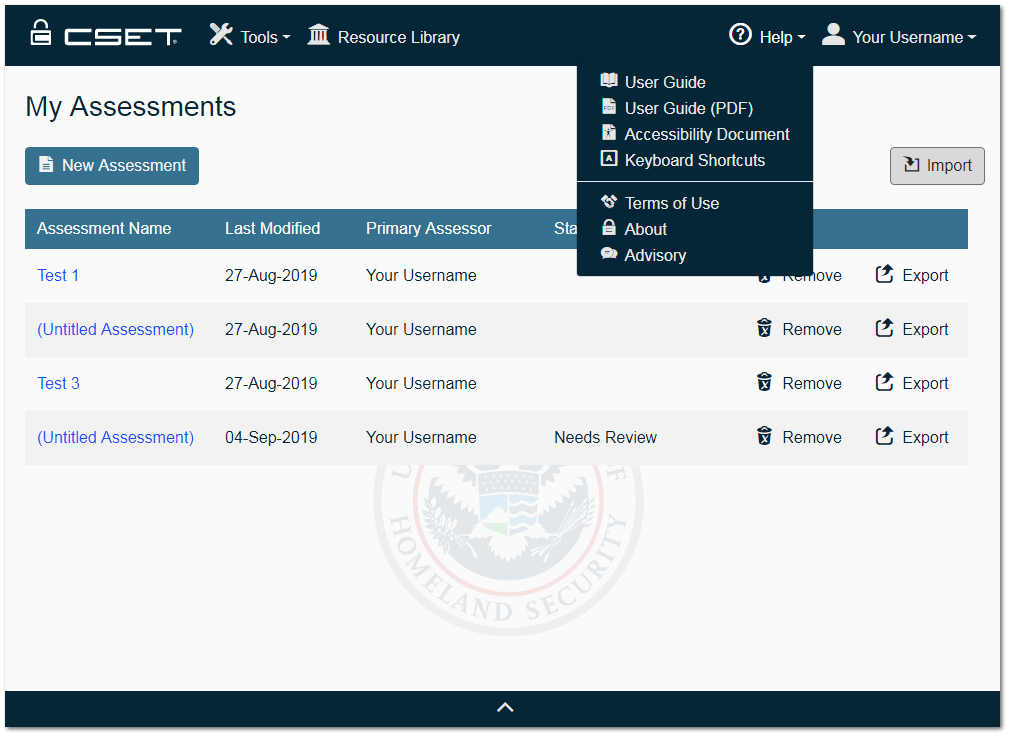 CSET Tools Resource Library Help Your Username
User Guide
User Guide (PDF)
Accessibility Document
Keyboard Shortcuts
Terms of Use
About
Advisory
My Assessments
New Assessment Import
Assessment Name Last Modified Primary Assessor Sta
Test 1 27-Aug-2019 Your Username Remove Export
(Untitled Assessment) 27-Aug-2019 Your Username Remove Export
Test 3 27-Aug-2019 Your Username Remove Export
(Untitled Assessment) 04-Sep-2019 Your Username Needs Review Remove Export
HOMELAND SECURITY